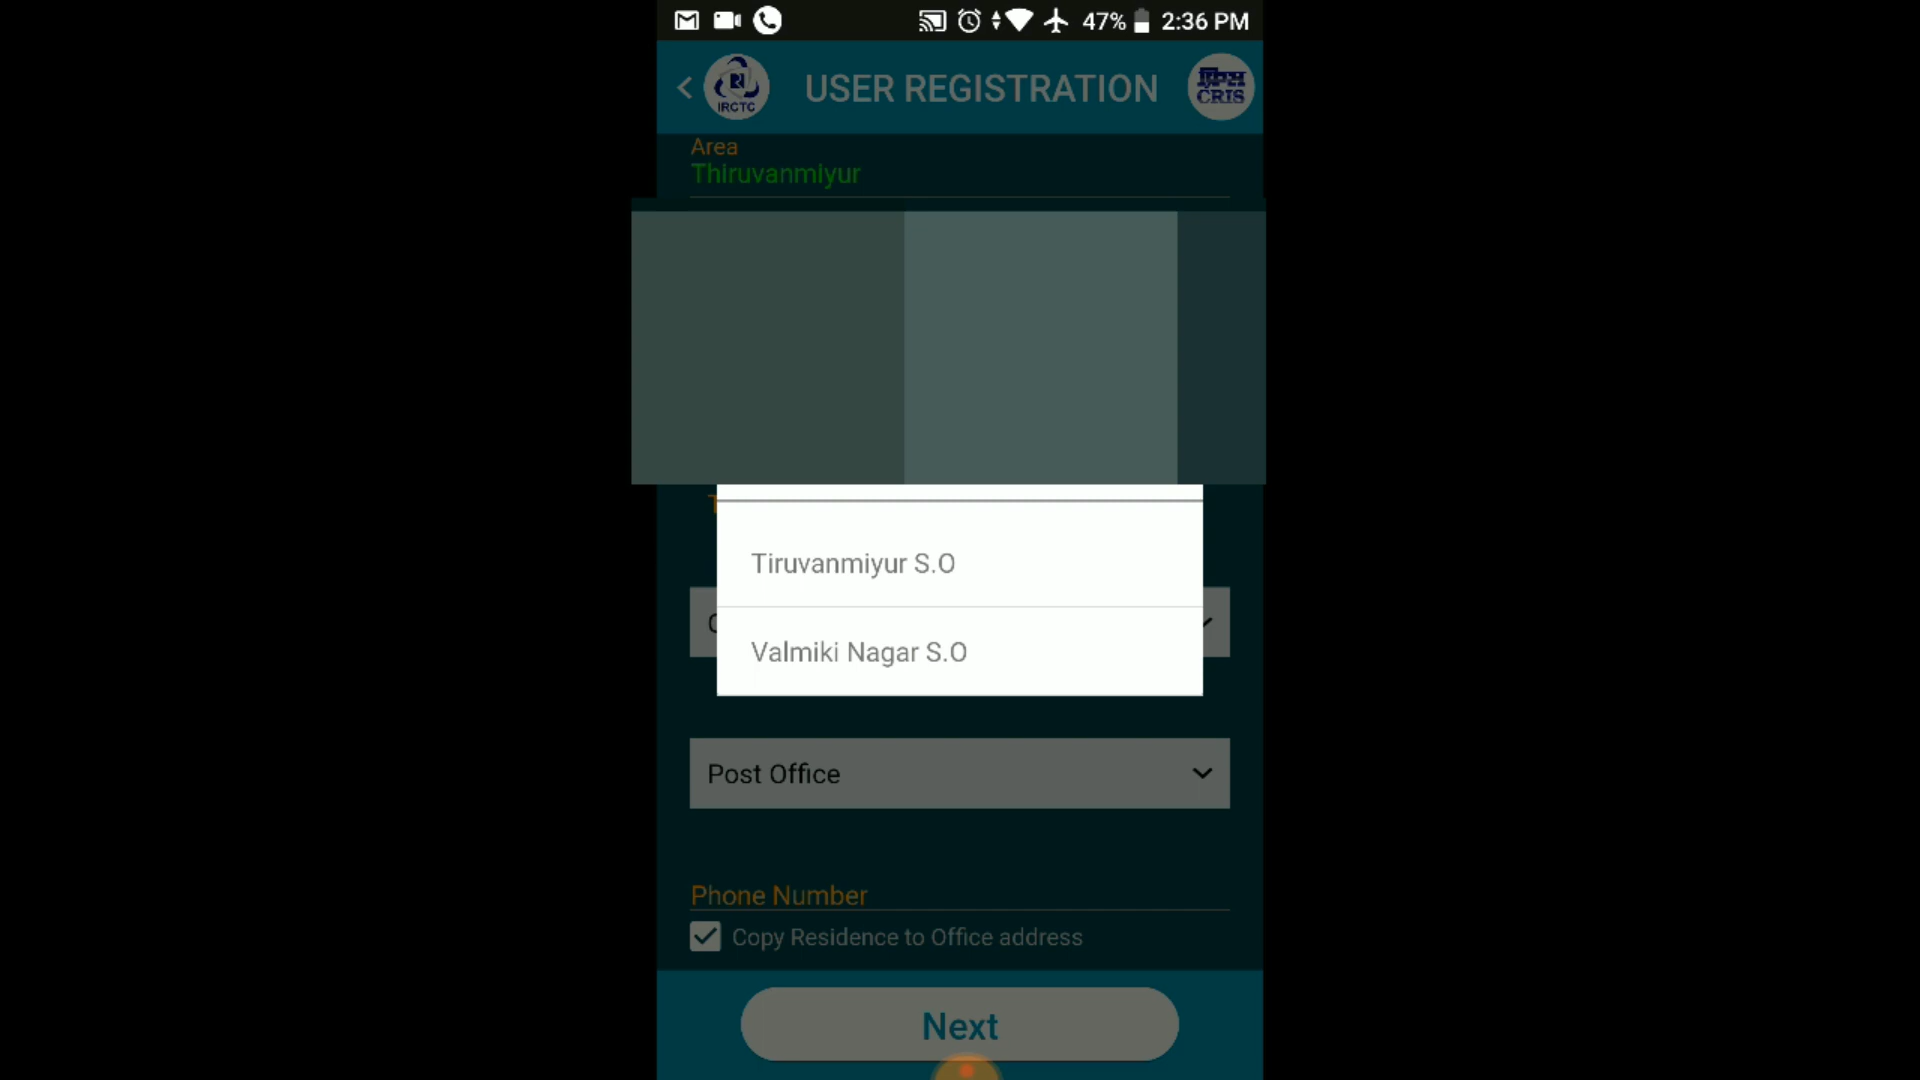 47% 2:36 PM
IRCTC
USER REGISTRATION
क्रिस
CRIS
Area
Thiruvanmiyur
Tiruvanmiyur S.O
Valmiki Nagar S.O
Post Office
Phone Number
Copy Residence to Office address
Next